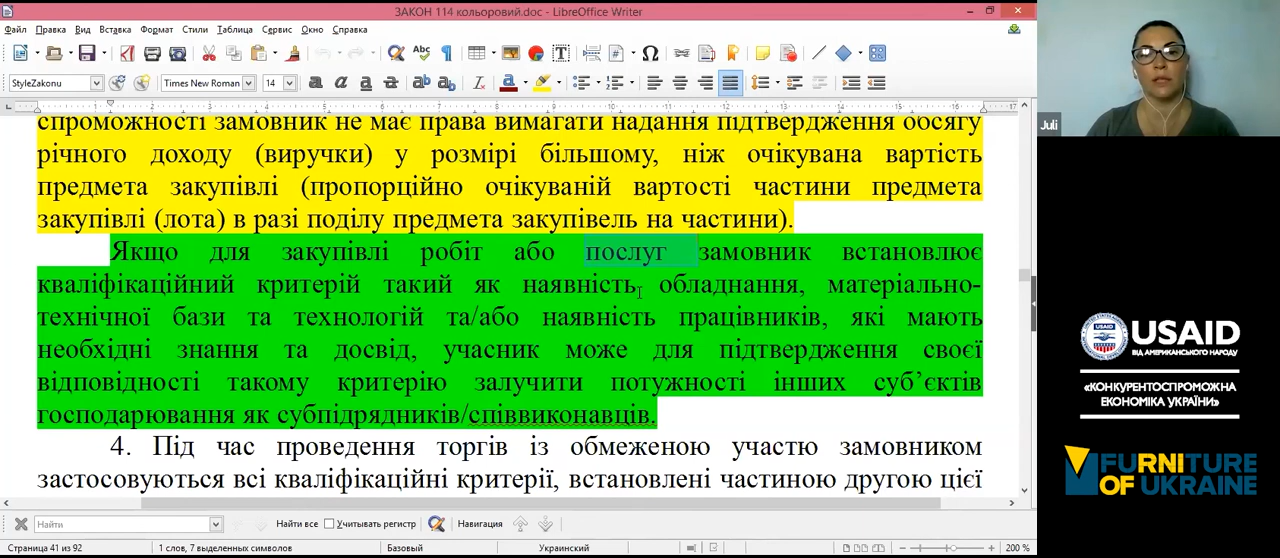 ЗАКОН 114 кольоровий.doc - LibreOffice Writer
Файл Правка Вид Вставка Формат Стили Таблица Сервис Окно Справка
StyleZakonu Times New Roman 14
спроможності замовник не має права вимагати надання підтвердження обсягу
річного доходу (виручки) у розмірі більшому, ніж очікувана вартість
предмета закупівлі (пропорційно очікуваній вартості частини предмета
закупівлі (лота) в разі поділу предмета закупівель на частини).
Якщо для закупівлі робіт або послуг замовник встановлює
кваліфікаційний критерій такий як наявність обладнання, матеріально-
технічної бази та технологій та/або наявність працівників, які мають
необхідні знання та досвід, учасник може для підтвердження своєї
відповідності такому критерію залучити потужності інших суб’єктів
господарювання як субпідрядників/співвиконавців.
4. Під час проведення торгів із обмеженою участю замовником
застосовуються всі кваліфікаційні критерії, встановлені частиною другою цієї
Найти Найти все Учитывать регистр Навигация
Страница 41 из 92 1 слов, 7 выделенных символов Базовый Украинский 200 %
Juli
USAID
ВІД АМЕРИКАНСЬКОГО НАРОДУ
«КОНКУРЕНТОСПРОМОЖНА
ЕКОНОМІКА УКРАЇНИ»
FURNITURE
OF UKRAINE